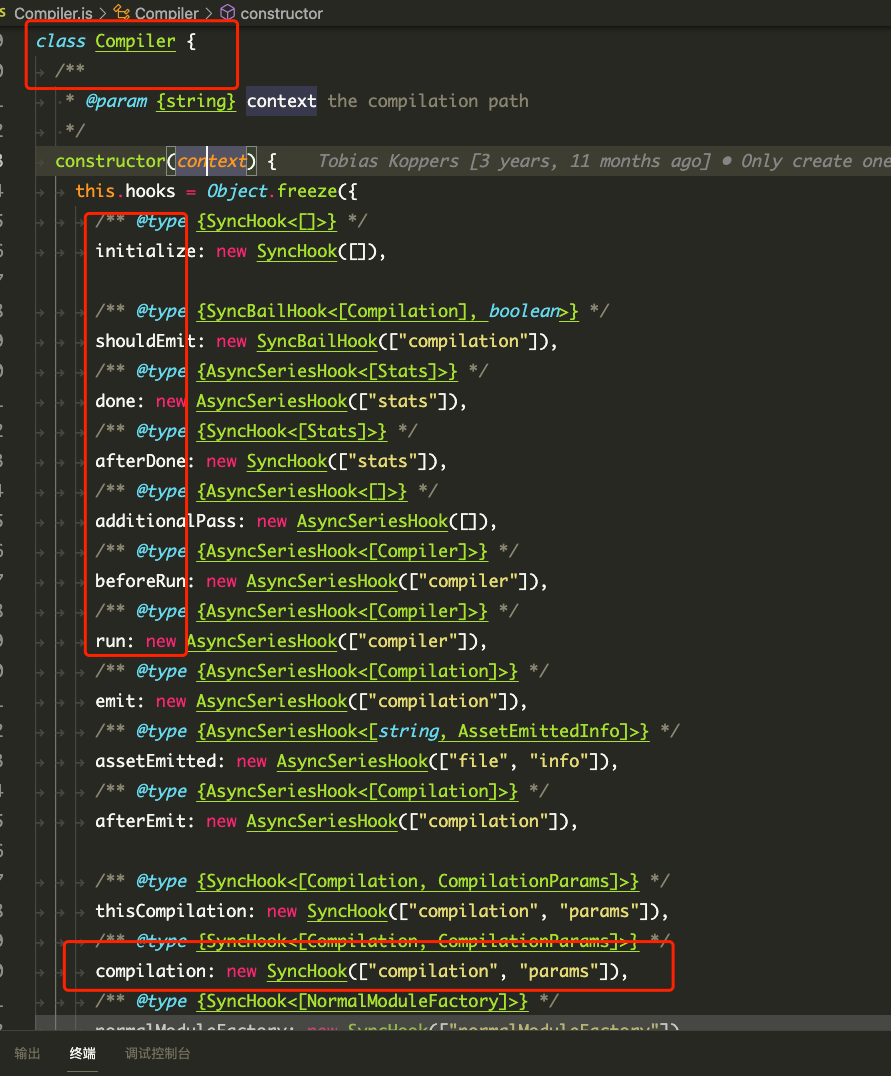 Compiler.js > Compiler > constructor
class Compiler {
/**
* @param {string} context the compilation path
*/
constructor(context) { Tobias Koppers [3 years, 11 months ago] • Only create one
this.hooks = Object.freeze({
/** @type {SyncHook<[]>} */
initialize: new SyncHook([]),
/** @type {SyncBailHook<[Compilation], boolean>} */
shouldEmit: new SyncBailHook(["compilation"]),
/** @type {AsyncSeriesHook<[Stats]>} */
done: new AsyncSeriesHook(["stats"]),
/** @type {SyncHook<[Stats]>} */
afterDone: new SyncHook(["stats"]),
/** @type {AsyncSeriesHook<[]>} */
additionalPass: new AsyncSeriesHook([]),
/** @type {AsyncSeriesHook<[Compiler]>} */
beforeRun: new AsyncSeriesHook(["compiler"]),
/** @type {AsyncSeriesHook<[Compiler]>} */
run: new AsyncSeriesHook(["compiler"]),
/** @type {AsyncSeriesHook<[Compilation]>} */
emit: new AsyncSeriesHook(["compilation"]),
/** @type {AsyncSeriesHook<[string, AssetEmittedInfo]>} */
assetEmitted: new AsyncSeriesHook(["file", "info"]),
/** @type {AsyncSeriesHook<[Compilation]>} */
afterEmit: new AsyncSeriesHook(["compilation"]),
/** @type {SyncHook<[Compilation, CompilationParams]>} */
thisCompilation: new SyncHook(["compilation", "params"]),
/** @type {SyncHook<[Compilation, CompilationParams]>} */
compilation: new SyncHook(["compilation", "params"]),
/** @type {SyncHook<[NormalModuleFactory]>} */
normalModuleFactory: new SyncHook(["normalModuleFactory"])
输出 终端 调试控制台